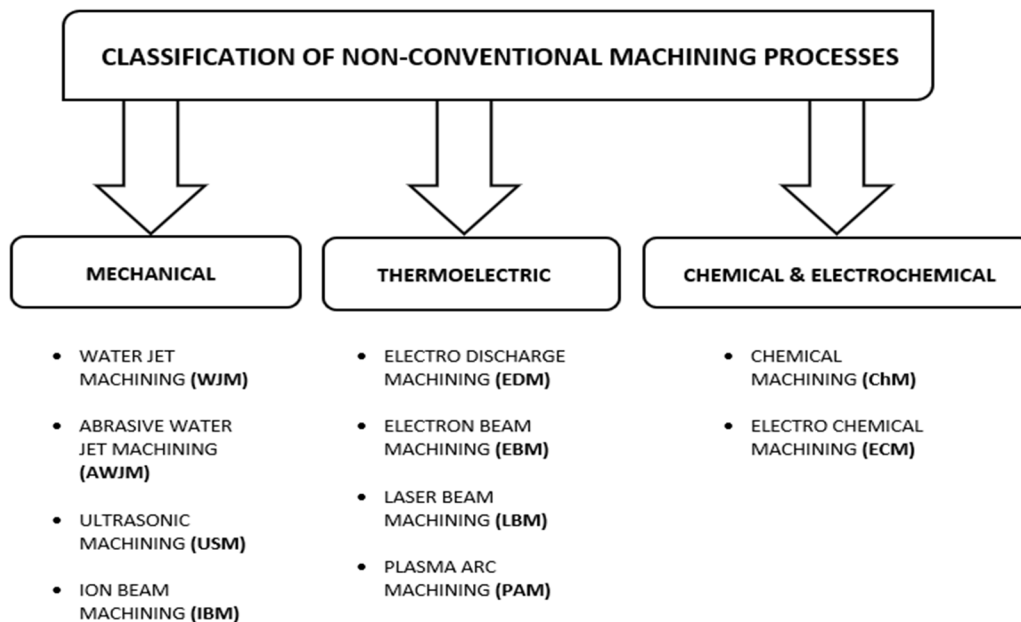 CLASSIFICATION OF NON-CONVENTIONAL MACHINING PROCESSES
MECHANICAL
• WATER JET
MACHINING (WJM)
• ABRASIVE WATER
JET MACHINING
(AWJM)
• ULTRASONIC
MACHINING (USM)
• ION BEAM
MACHINING (IBM)
THERMOELECTRIC
• ELECTRO DISCHARGE
MACHINING (EDM)
• ELECTRON BEAM
MACHINING (EBM)
• LASER BEAM
MACHINING (LBM)
• PLASMA ARC
MACHINING (PAM)
CHEMICAL & ELECTROCHEMICAL
• CHEMICAL
MACHINING (ChM)
• ELECTRO CHEMICAL
MACHINING (ECM)